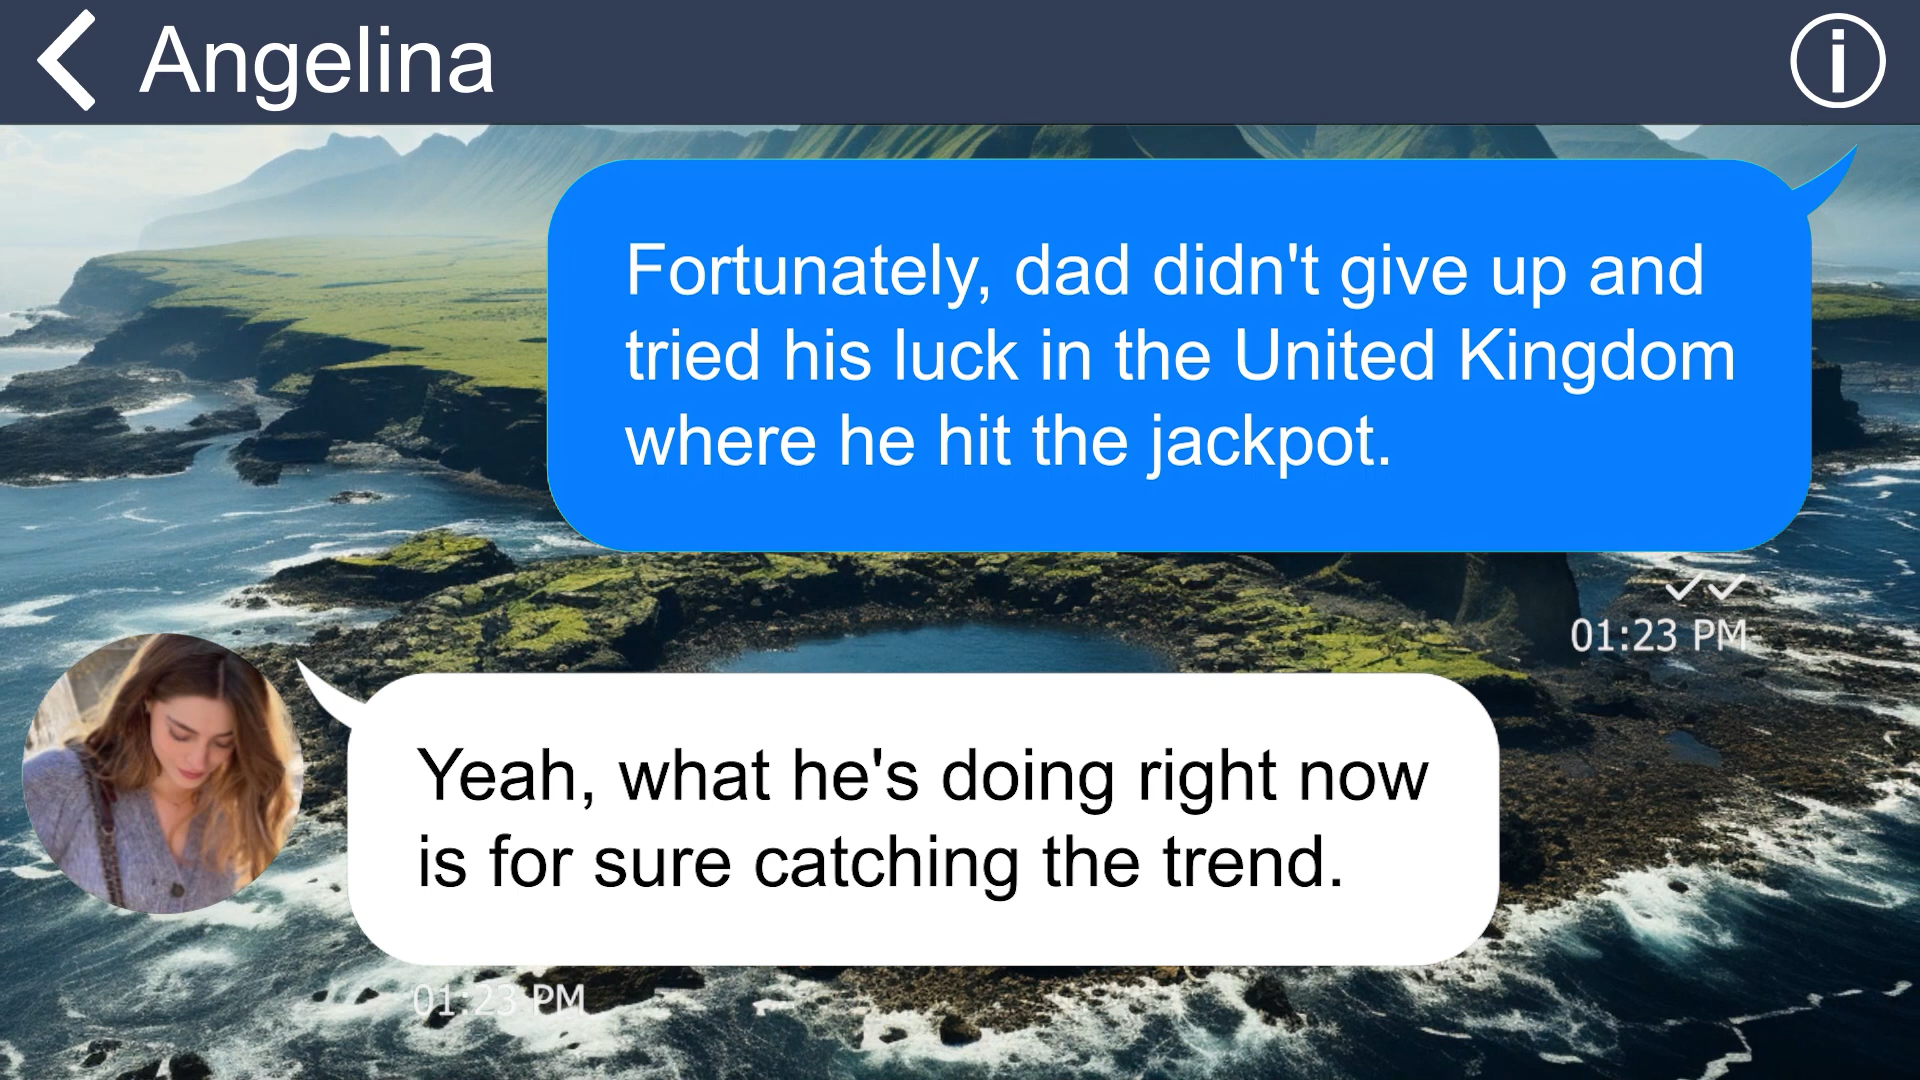 Angelina
Fortunately, dad didn't give up and
tried his luck in the United Kingdom
where he hit the jackpot.
01:23 PM
Yeah, what he's doing right now
is for sure catching the trend.
01:23 PM